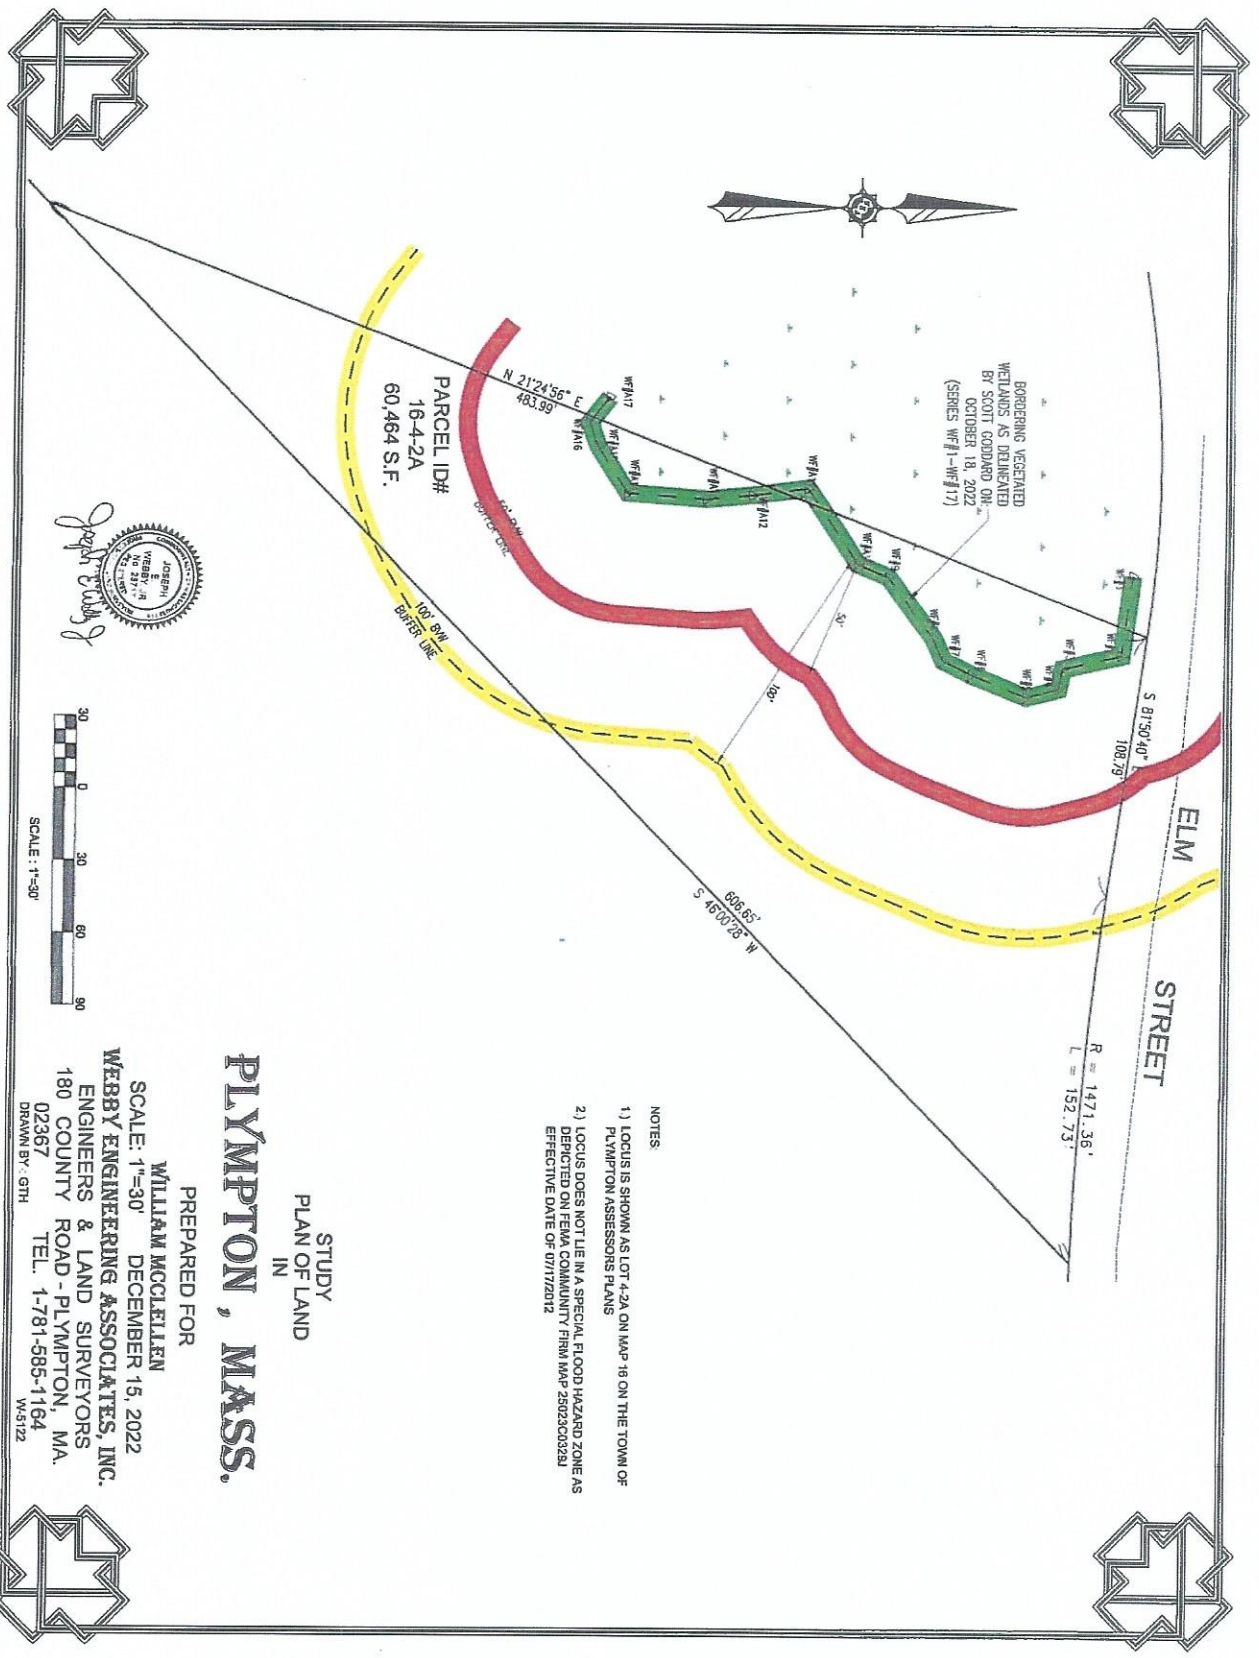 BORDERING VEGETATED
WETLANDS AS DELINEATED
BY SCOTT GODDARD ON
OCTOBER 18, 2022
(SERIES WF#1-WF#17)
ELM STREET
S 81°50'40" E
108.79'
R = 1471.36'
L = 152.73'
WF#A17
WF#A16
WF#A12
N 21°24'56" E
483.99'
50'
100'
PARCEL ID#
16-4-2A
60,464 S.F.
50' BVW
BUFFER LINE
100' BVW
BUFFER LINE
606.65'
S 46°00'28" W
NOTES:
1.) LOCUS IS SHOWN AS LOT 4-2A ON MAP 16 ON THE TOWN OF
PLYMPTON ASSESSORS PLANS
2.) LOCUS DOES NOT LIE IN A SPECIAL FLOOD HAZARD ZONE AS
DEPICTED ON FEMA COMMUNITY FIRM MAP 25023C0328J
EFFECTIVE DATE OF 07/17/2012
JOSEPH
E.
WEBBY, JR.
STUDY
PLAN OF LAND
IN
PLYMPTON , MASS.
PREPARED FOR
WILLIAM MCCLELLEN
SCALE: 1"=30' DECEMBER 15, 2022
WEBBY ENGINEERING ASSOCIATES, INC.
ENGINEERS & LAND SURVEYORS
180 COUNTY ROAD - PLYMPTON, MA.
02367 TEL. 1-781-585-1164
DRAWN BY: GTH W-5122
30 0 30 60 90
SCALE : 1"=30'